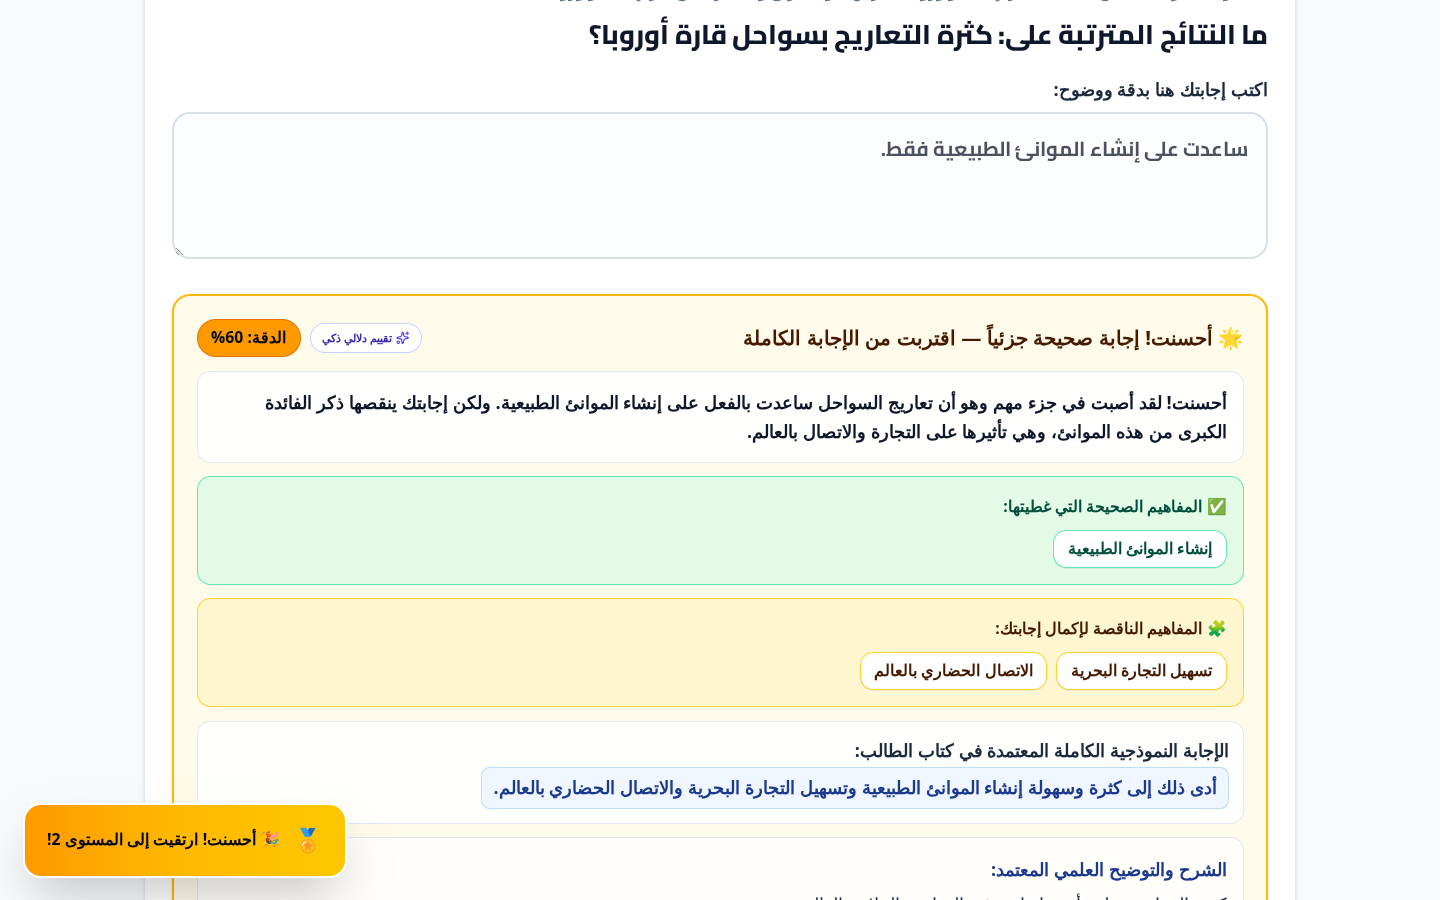 ما النتائج المترتبة على: كثرة التعاريج بسواحل قارة أوروبا؟
اكتب إجابتك هنا بدقة ووضوح:
ساعدت على إنشاء الموانئ الطبيعية فقط.
🌟 أحسنت! إجابة صحيحة جزئياً — اقتربت من الإجابة الكاملة
تقييم دلالي ذكي
الدقة: 60%
أحسنت! لقد أصبت في جزء مهم وهو أن تعاريج السواحل ساعدت بالفعل على إنشاء الموانئ الطبيعية. ولكن إجابتك ينقصها ذكر الفائدة
الكبرى من هذه الموانئ، وهي تأثيرها على التجارة والاتصال بالعالم.
✅ المفاهيم الصحيحة التي غطيتها:
إنشاء الموانئ الطبيعية
🧩 المفاهيم الناقصة لإكمال إجابتك:
تسهيل التجارة البحرية
الاتصال الحضاري بالعالم
الإجابة النموذجية الكاملة المعتمدة في كتاب الطالب:
أدى ذلك إلى كثرة وسهولة إنشاء الموانئ الطبيعية وتسهيل التجارة البحرية والاتصال الحضاري بالعالم.
🏅 🎉 أحسنت! ارتقيت إلى المستوى 2!
الشرح والتوضيح العلمي المعتمد: